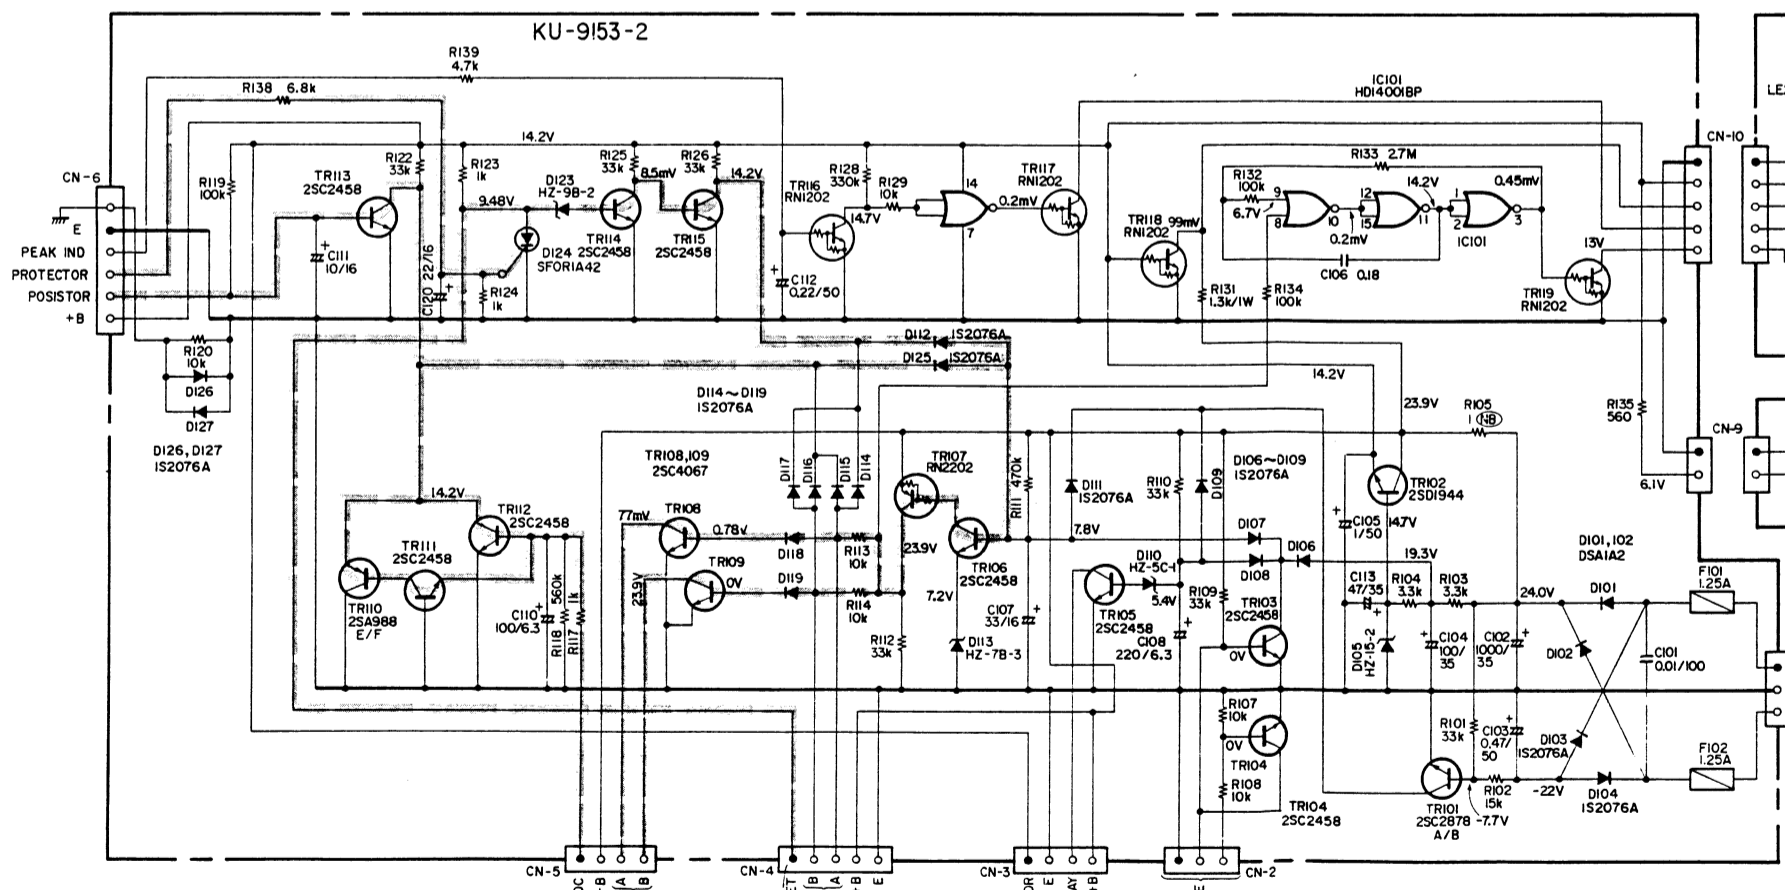 KU-9153-2
R139
4.7k
R138 6.8k
IC101
HD14001BP
LE
CN-10
14.2V
CN-6
E
PEAK IND
PROTECTOR
POSISTOR
+B
R119
100k
TR113
2SC2458
R122
33k
R123
1k
9.48V
D123
HZ-9B-2
R125
33k
8.5mV
R126
33k
14.2V
D124
SFOR1A42
TR114
2SC2458
TR115
2SC2458
C111
10/16
C120 22/16
R124
1k
R128
330k
R129
10k
TR116
RN1202
14.7V
14
7
0.2mV
TR117
RN1202
C112
0.22/50
TR118
RN1202
99mV
R133 2.7M
R132
100k
6.7V
9
8
10
0.2mV
12
15
11
14.2V
1
2
3
0.45mV
IC101
C106 0.18
13V
TR119
RN1202
R131
1.3k/1W
R134
100k
R120
10k
D126
D127
D126, D127
1S2076A
D112 1S2076A
D125 1S2076A
14.2V
D114~D119
1S2076A
23.9V
R105
1 NB
R135
560
CN-9
6.1V
TR108,109
2SC4067
D117
D116
D115
D114
TR107
RN2202
R111 470k
D111
1S2076A
R110
33k
D109
D106~D109
1S2076A
TR102
2SD1944
14.7V
C105
1/50
14.2V
TR112
2SC2458
TR111
2SC2458
TR110
2SA988
E/F
77mV
TR108
0.78V
D118
R113
10k
23.9V
TR109
0V
D119
R114
10k
23.9V
TR106
2SC2458
7.2V
7.8V
D107
D108
D106
19.3V
D110
HZ-5C-1
5.4V
TR105
2SC2458
R109
33k
TR103
2SC2458
0V
C113
47/35
R104
3.3k
R103
3.3k
24.0V
D101,102
DSA1A2
D101
F101
1.25A
C110
100/6.3
R118 560k
R117 1k
R112
33k
D113
HZ-7B-3
C107
33/16
C108
220/6.3
D105
HZ-15-2
C104
100/
35
C102
1000/
35
D102
C101
0.01/100
R107
10k
0V
TR104
R108
10k
TR104
2SC2458
R101
33k
C103
0.47/
50
D103
1S2076A
F102
1.25A
TR101
2SC2878
A/B
-7.7V
R102
15k
-22V
D104
1S2076A
CN-5
CN-4
CN-3
CN-2
B
A
B
B
A
B
E
E
AY
+B
E